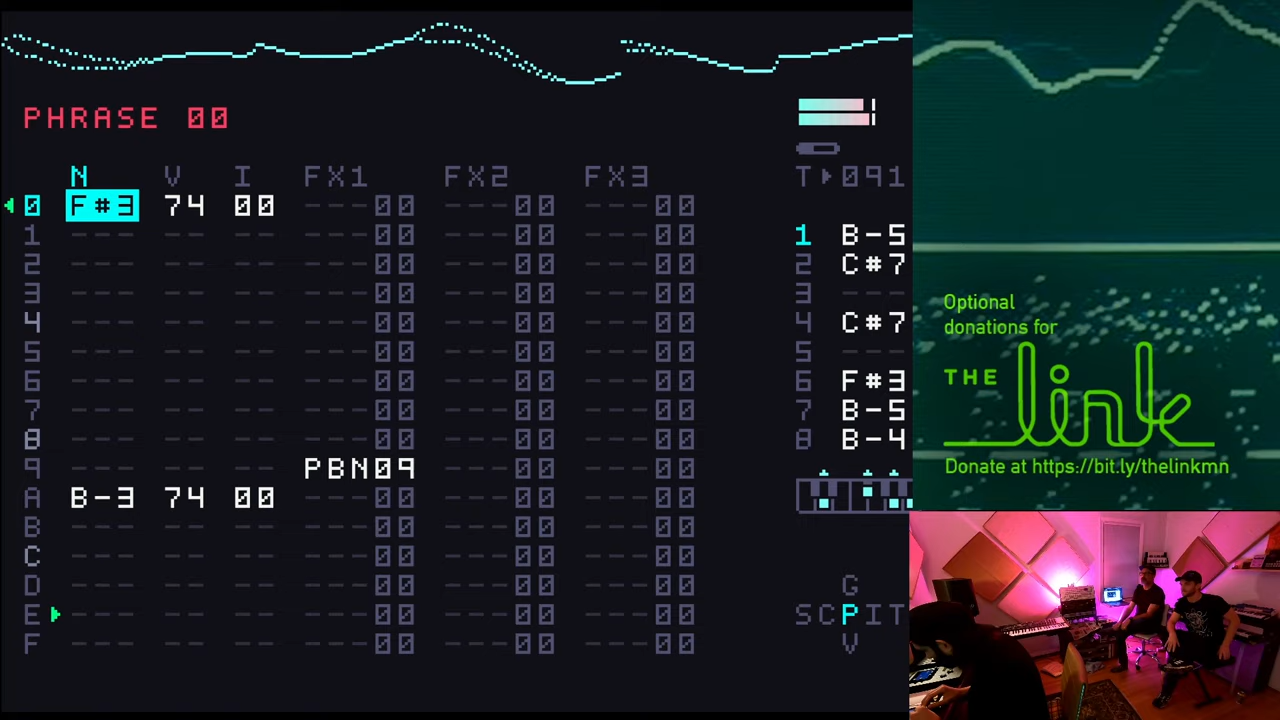 PHRASE 00
N V I FX1 FX2 FX3 T 091
0 F#3 74 00 ---00 ---00 ---00
1 --- -- -- ---00 ---00 ---00 1 B-5
2 --- -- -- ---00 ---00 ---00 2 C#7
3 --- -- -- ---00 ---00 ---00 3 ---
4 --- -- -- ---00 ---00 ---00 4 C#7
5 --- -- -- ---00 ---00 ---00 5 ---
6 --- -- -- ---00 ---00 ---00 6 F#3
7 --- -- -- ---00 ---00 ---00 7 B-5
8 --- -- -- ---00 ---00 ---00 8 B-4
9 --- -- -- PBN09 ---00 ---00
A B-3 74 00 ---00 ---00 ---00
B --- -- -- ---00 ---00 ---00
C --- -- -- ---00 ---00 ---00
D --- -- -- ---00 ---00 ---00 G
E --- -- -- ---00 ---00 ---00 SCPIT
F --- -- -- ---00 ---00 ---00 V
Optional
donations for
THE link
Donate at https://bit.ly/thelinkmn